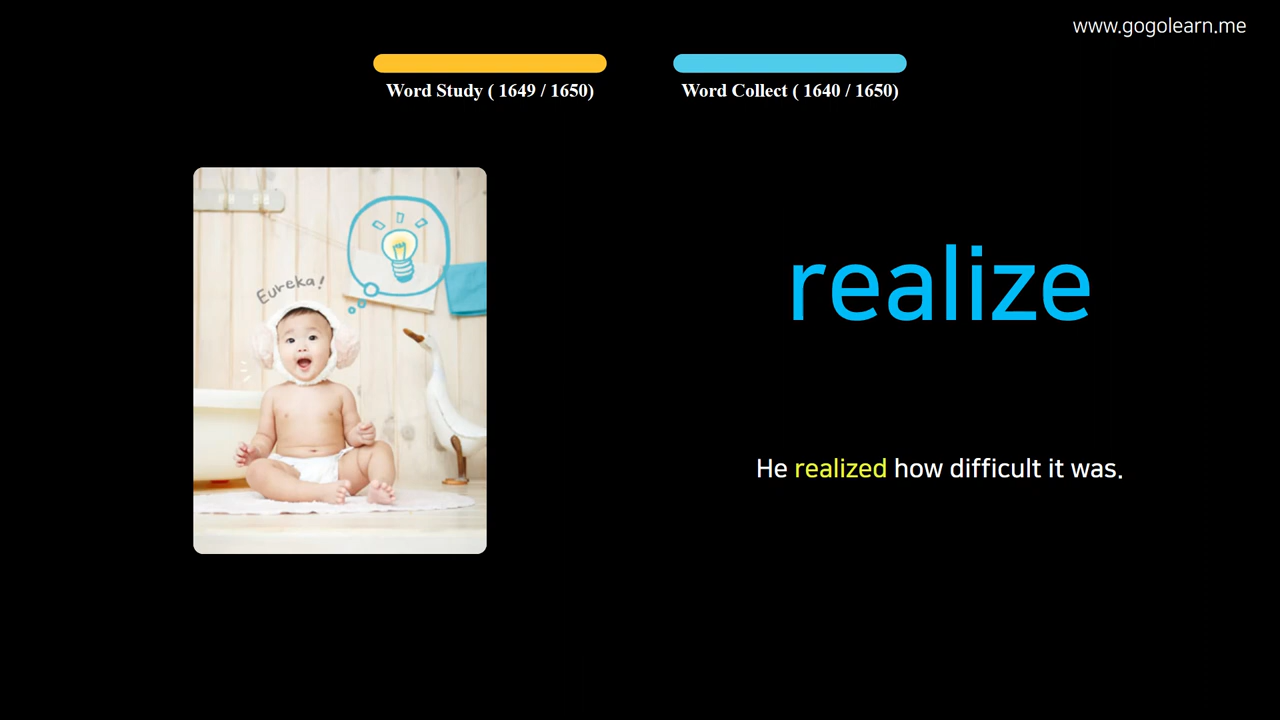 www.gogolearn.me
Word Study ( 1649 / 1650)
Word Collect ( 1640 / 1650)
Eureka!
realize
He realized how difficult it was.